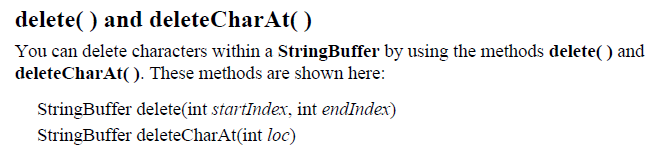 delete( ) and deleteCharAt( )
You can delete characters within a StringBuffer by using the methods delete( ) and
deleteCharAt( ). These methods are shown here:
StringBuffer delete(int startIndex, int endIndex)
StringBuffer deleteCharAt(int loc)